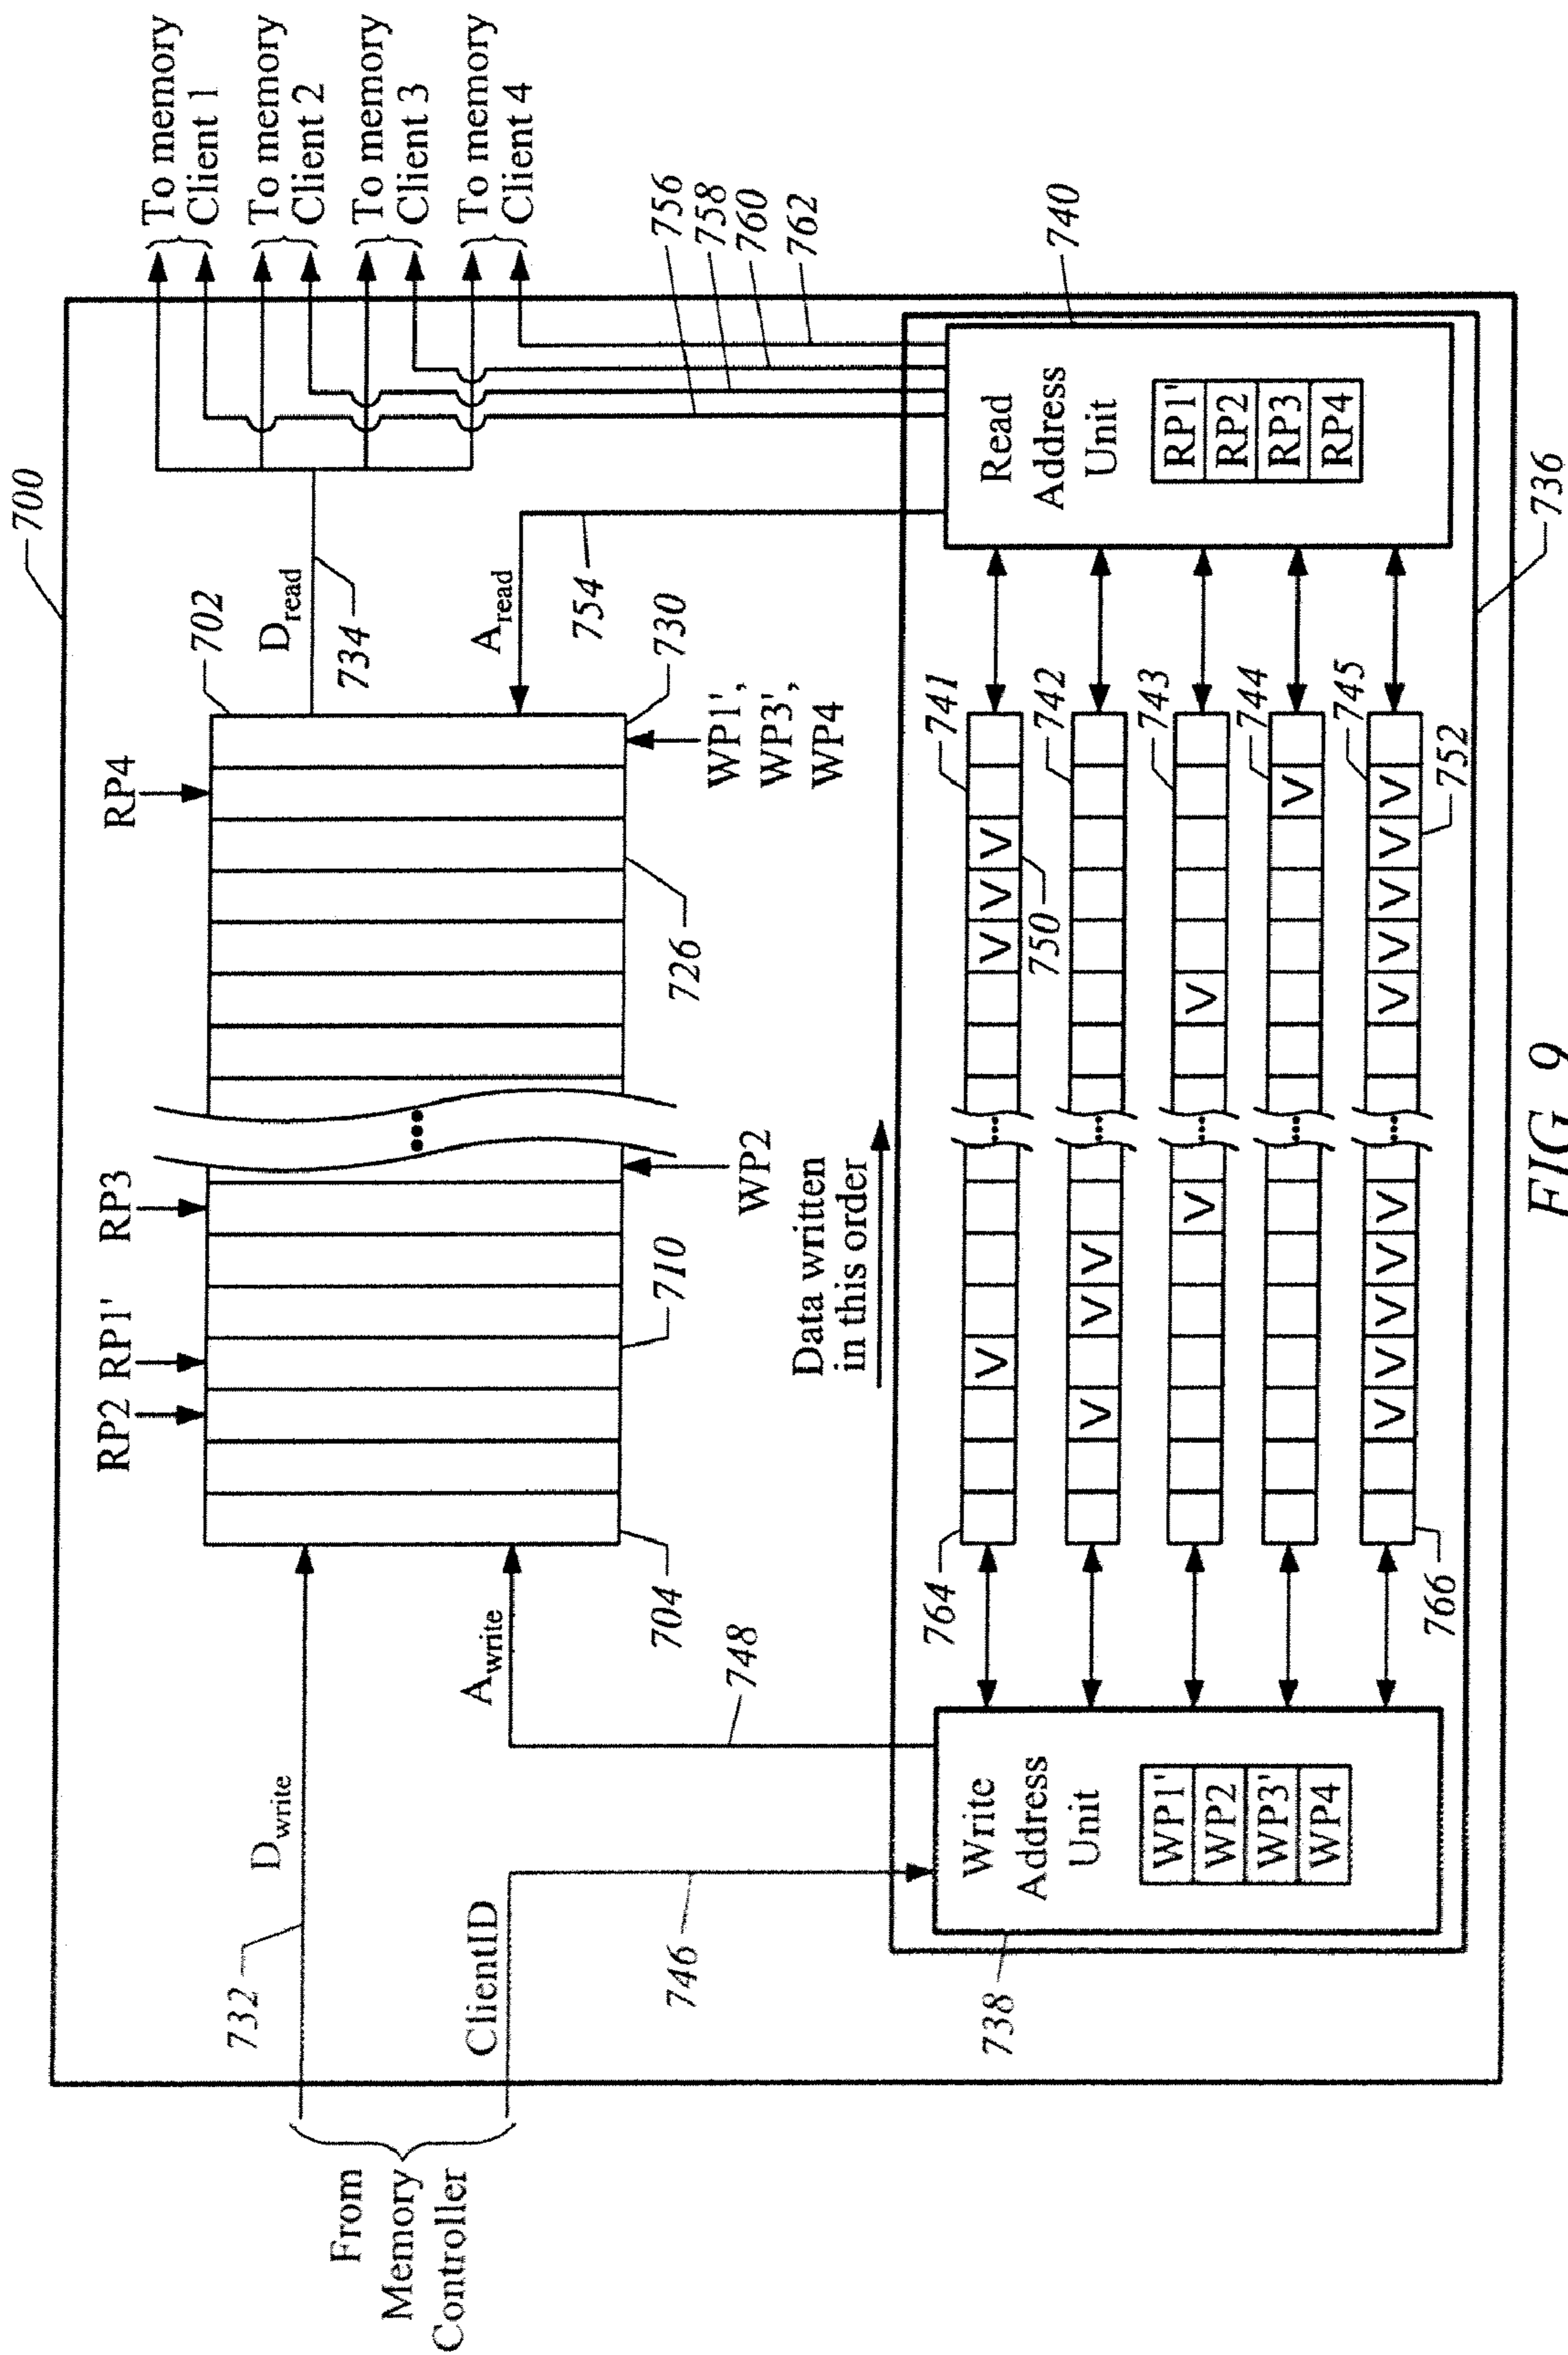 700
To memory
Client 1
To memory
Client 2
To memory
Client 3
To memory
Client 4
RP2
RP1'
RP3
RP4
702
D_read
734
A_read
754
756
758
760
762
From
Memory
Controller
732
D_write
ClientID
746
A_write
748
704
710
726
730
WP2
WP1',
WP3',
WP4
Data written
in this order
738
Write
Address
Unit
WP1'
WP2
WP3'
WP4
764
741
V V V V
750
742
V V V
743
V V V
744
V
745
V V V V V V V V V V
752
766
740
Read
Address
Unit
RP1'
RP2
RP3
RP4
736
FIG. 9